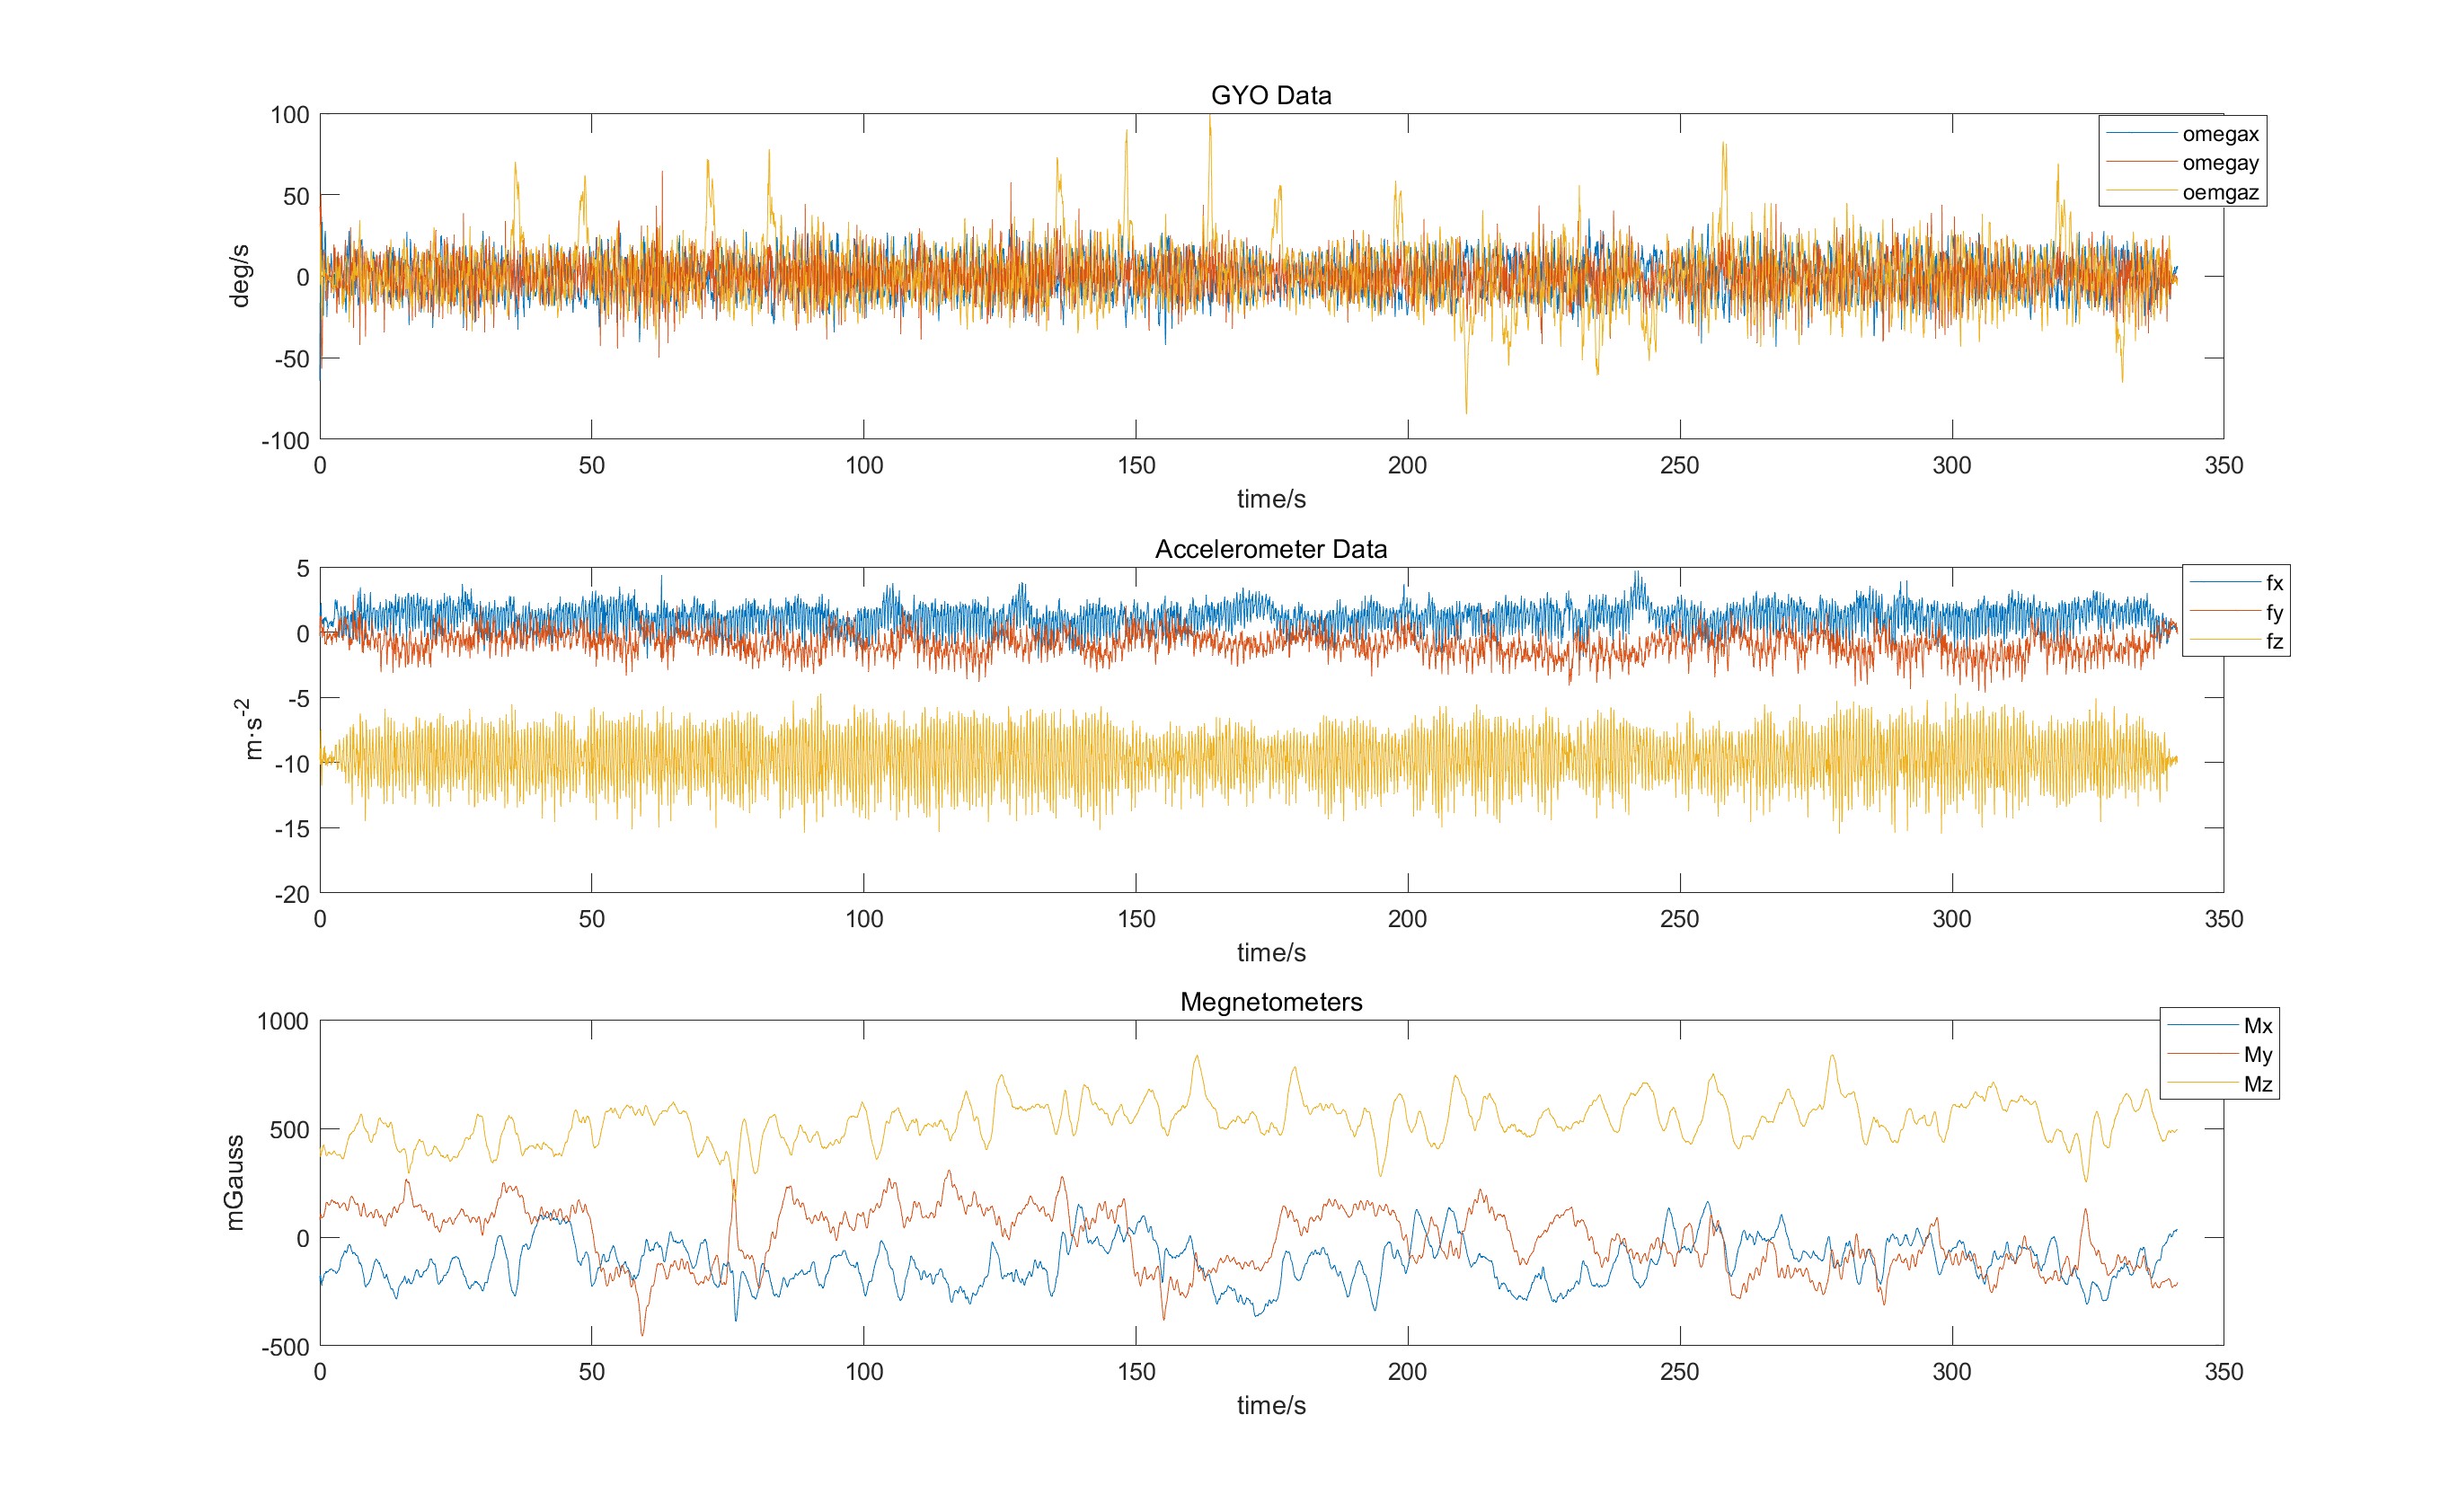 GYO Data
100
50
0
-50
-100
deg/s
0 50 100 150 200 250 300 350
time/s
omegax
omegay
oemgaz
Accelerometer Data
5
0
-5
-10
-15
-20
m·s-2
0 50 100 150 200 250 300 350
time/s
fx
fy
fz
Megnetometers
1000
500
0
-500
mGauss
0 50 100 150 200 250 300 350
time/s
Mx
My
Mz